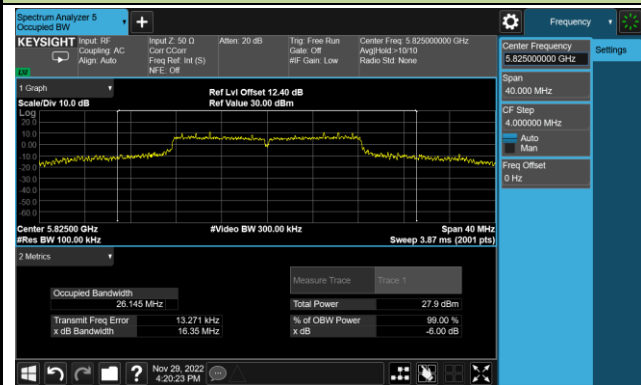 Spectrum Analyzer 5
Occupied BW
+
Frequency
KEYSIGHT
Input: RF
Coupling: AC
Align: Auto
Input Z: 50 Ω
Corr CCorr
Freq Ref: Int (S)
NFE: Off
Atten: 20 dB
Trig: Free Run
Gate: Off
#IF Gain: Low
Center Freq: 5.825000000 GHz
Avg|Hold:>10/10
Radio Std: None
Center Frequency
5.825000000 GHz
Settings
Span
40.000 MHz
CF Step
4.000000 MHz
Auto
Man
Freq Offset
0 Hz
1 Graph
Scale/Div 10.0 dB
Ref Lvl Offset 12.40 dB
Ref Value 30.00 dBm
Log
20.0
10.0
0.00
-10.0
-20.0
-30.0
-40.0
-50.0
-60.0
Center 5.82500 GHz
#Res BW 100.00 kHz
#Video BW 300.00 kHz
Span 40 MHz
Sweep 3.87 ms (2001 pts)
2 Metrics
Measure Trace Trace 1
Occupied Bandwidth
26.145 MHz
Total Power 27.9 dBm
Transmit Freq Error 13.271 kHz
% of OBW Power 99.00 %
x dB Bandwidth 16.35 MHz
x dB -6.00 dB
?
Nov 29, 2022
4:20:23 PM